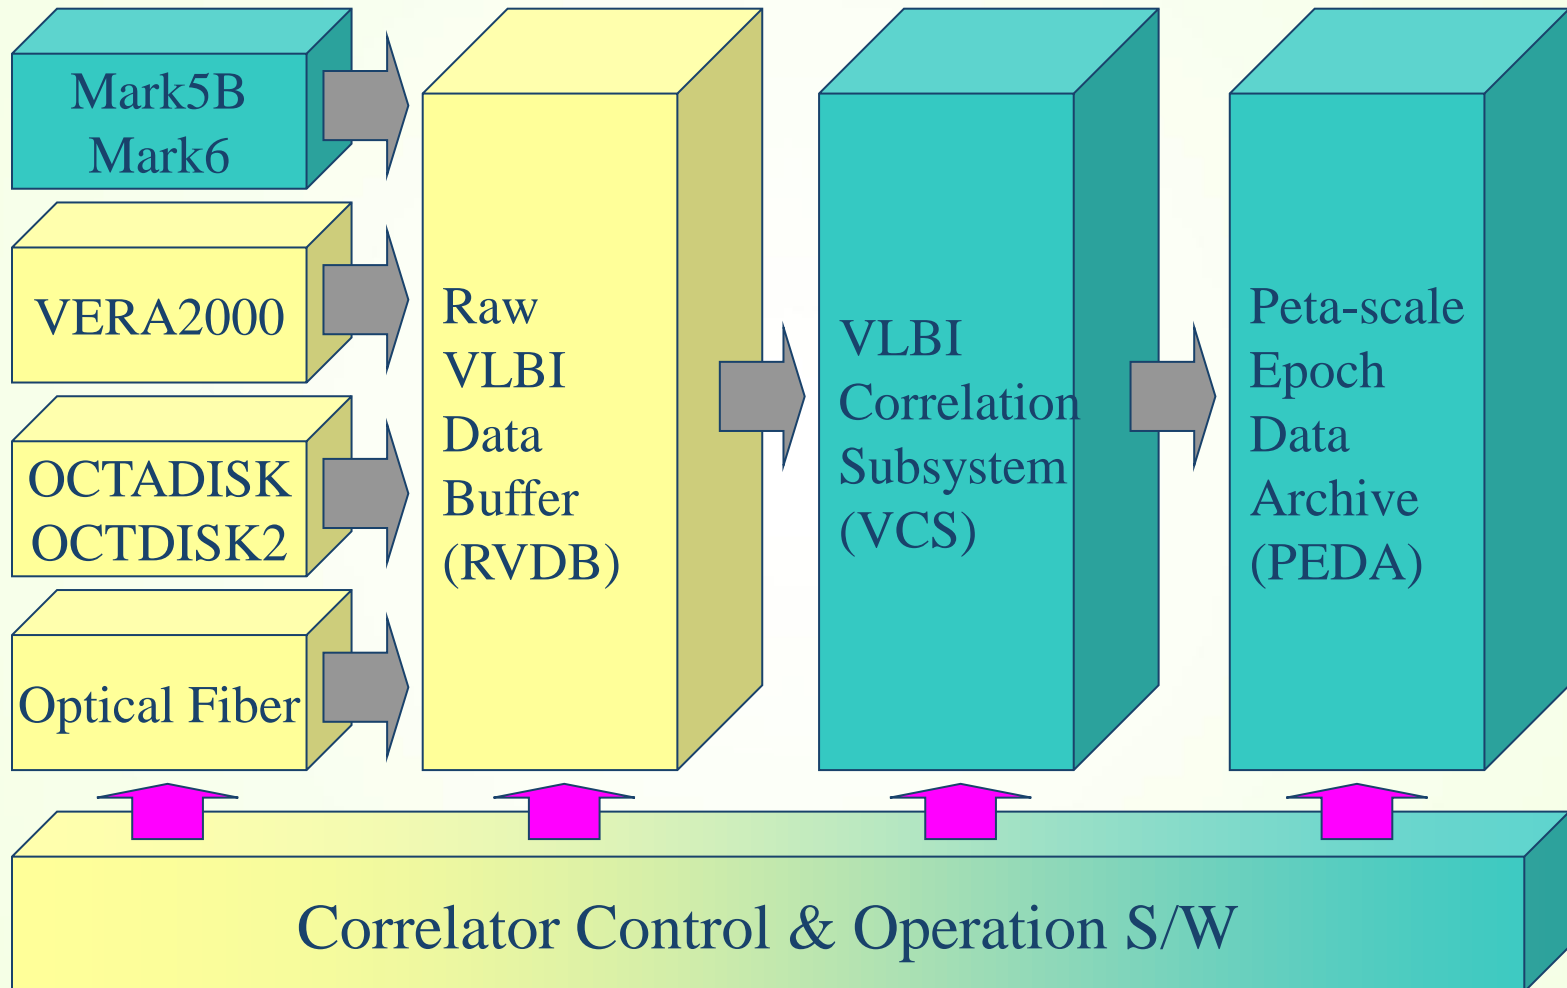 Mark5B
Mark6
VERA2000
OCTADISK
OCTDISK2
Optical Fiber
Raw
VLBI
Data
Buffer
(RVDB)
VLBI
Correlation
Subsystem
(VCS)
Peta-scale
Epoch
Data
Archive
(PEDA)
Correlator Control & Operation S/W